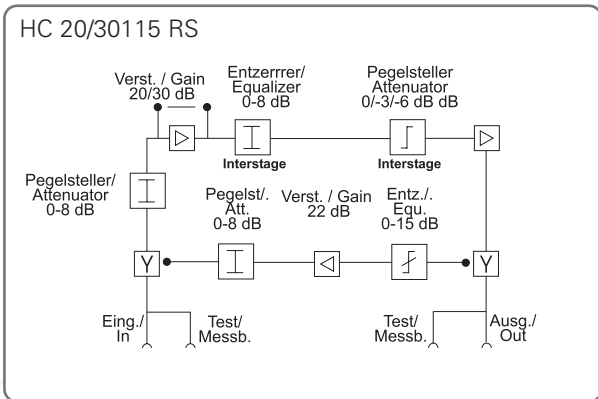 HC 20/30115 RS
Verst. / Gain
20/30 dB
Entzerrrer/
Equalizer
0-8 dB
Pegelsteller
Attenuator
0/-3/-6 dB dB
Interstage
Interstage
Pegelsteller/
Attenuator
0-8 dB
Pegelst/.
Att.
0-8 dB
Verst. / Gain
22 dB
Entz./.
Equ.
0-15 dB
Y
Y
Eing./
In
Test/
Messb.
Test/
Messb.
Ausg./
Out